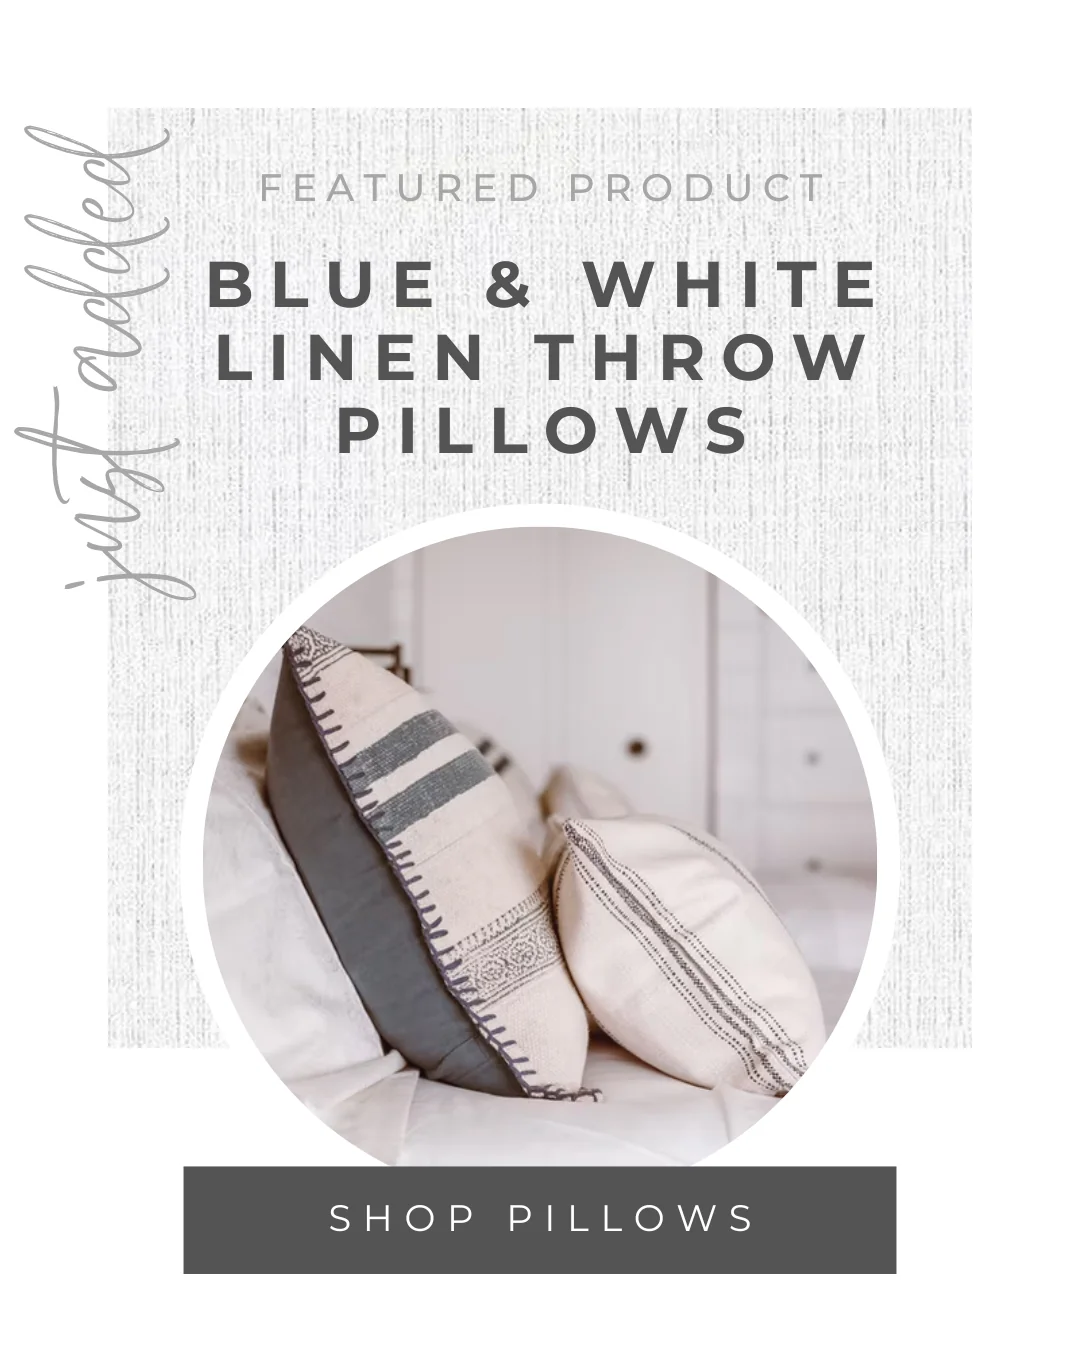 just added
FEATURED PRODUCT
BLUE & WHITE
LINEN THROW
PILLOWS
SHOP PILLOWS